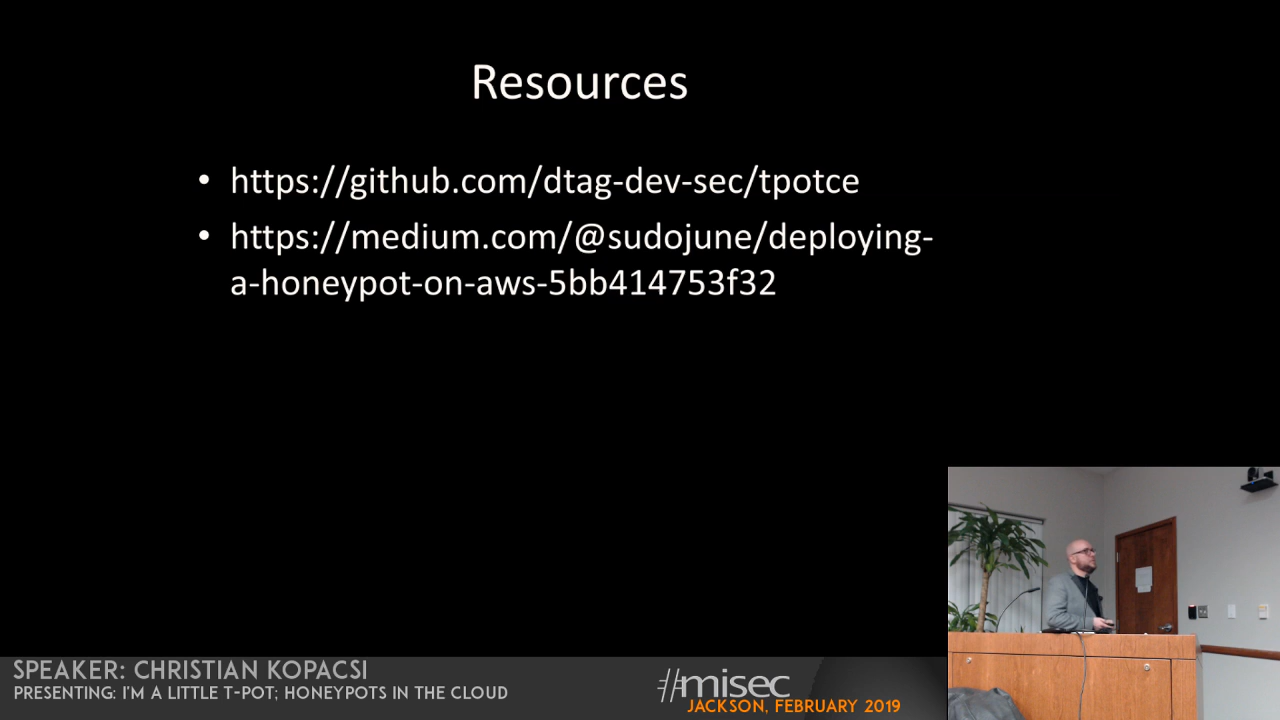 Resources
• https://github.com/dtag-dev-sec/tpotce
• https://medium.com/@sudojune/deploying-
a-honeypot-on-aws-5bb414753f32
SPEAKER: CHRISTIAN KOPACSI
PRESENTING: I'M A LITTLE T-POT; HONEYPOTS IN THE CLOUD
#misec
JACKSON, FEBRUARY 2019